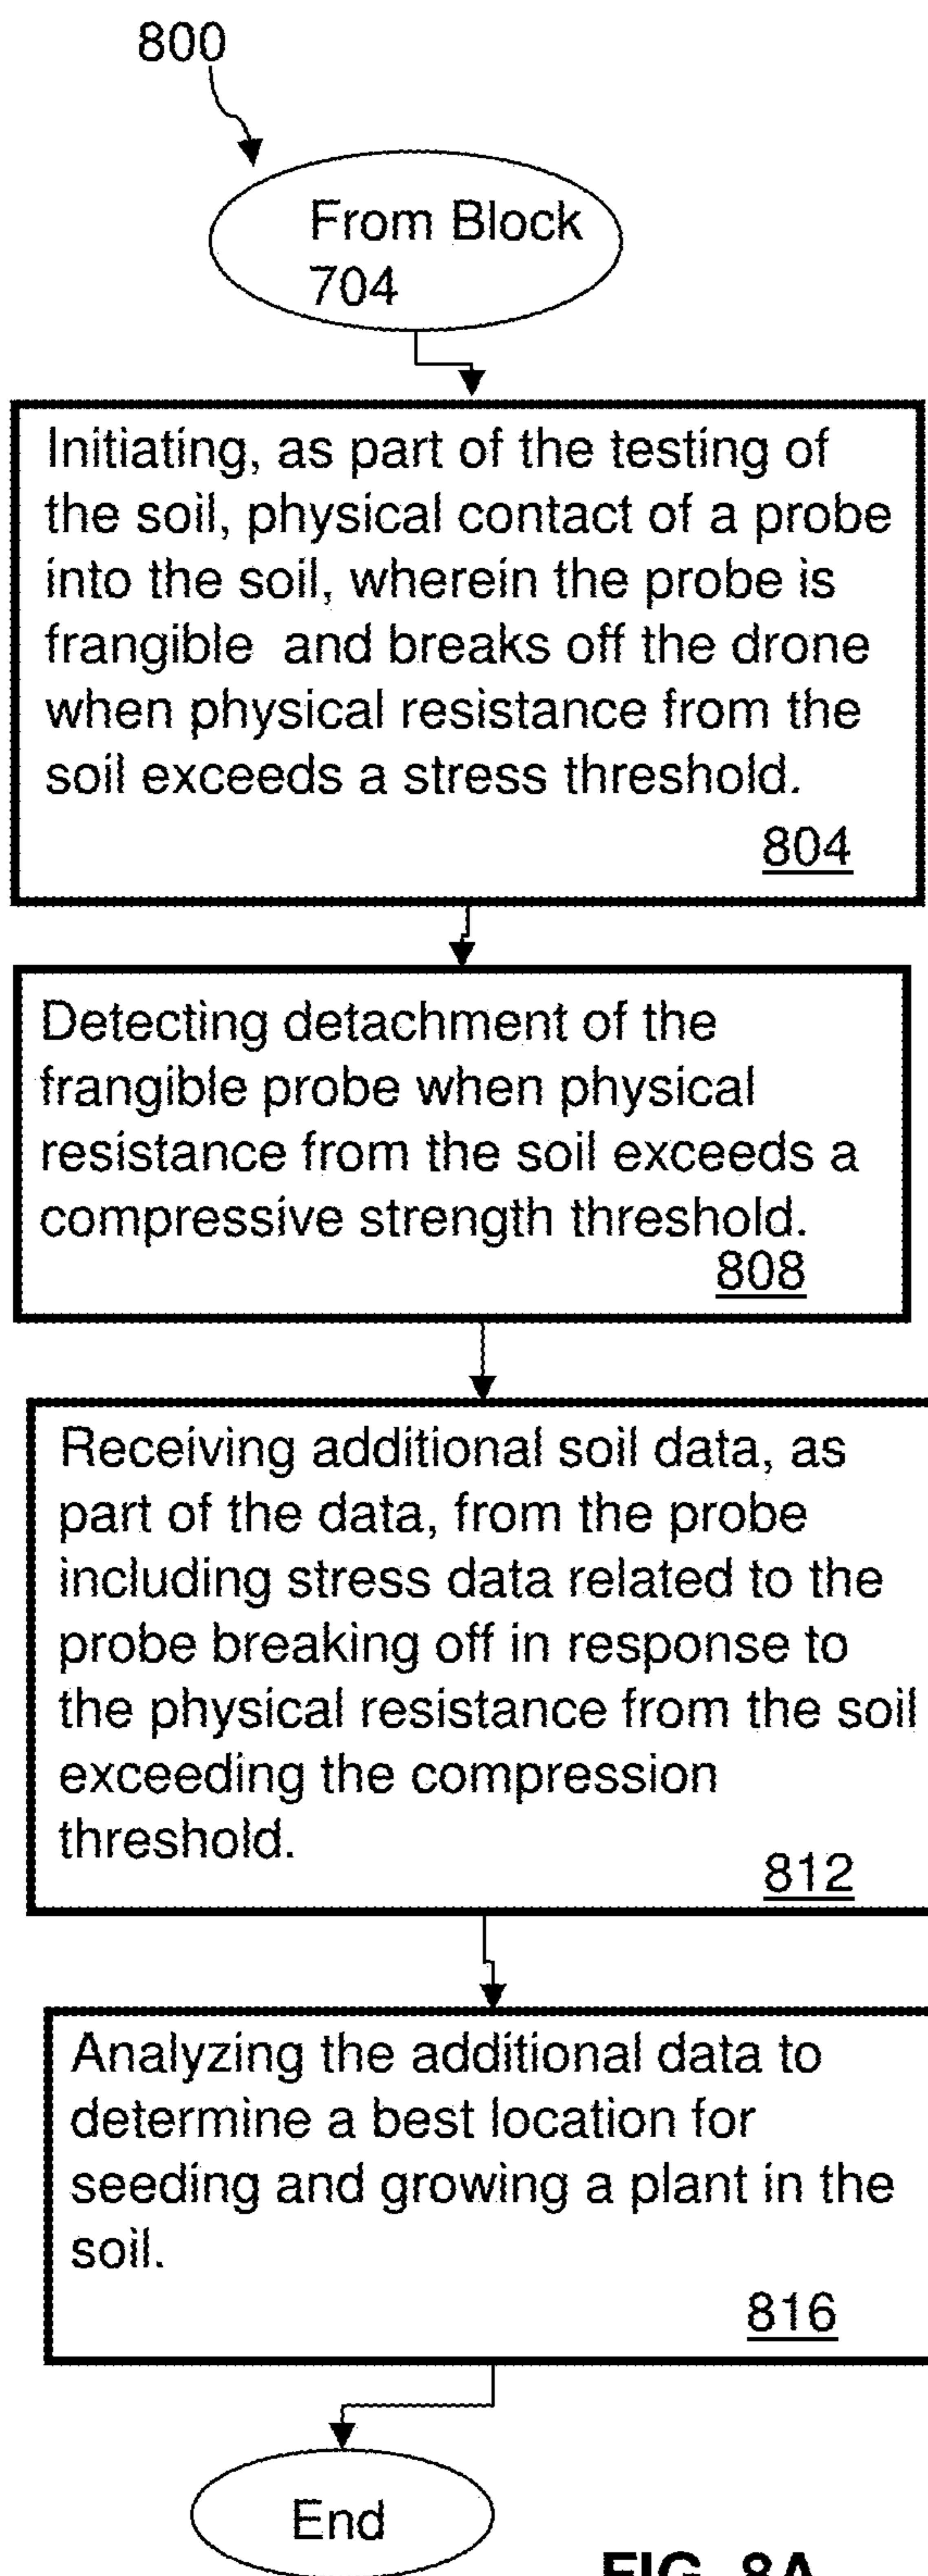 800
From Block
704
Initiating, as part of the testing of
the soil, physical contact of a probe
into the soil, wherein the probe is
frangible  and breaks off the drone
when physical resistance from the
soil exceeds a stress threshold.
804
Detecting detachment of the
frangible probe when physical
resistance from the soil exceeds a
compressive strength threshold.
808
Receiving additional soil data, as
part of the data, from the probe
including stress data related to the
probe breaking off in response to
the physical resistance from the soil
exceeding the compression
threshold.
812
Analyzing the additional data to
determine a best location for
seeding and growing a plant in the
soil.
816
End
FIG. 8A